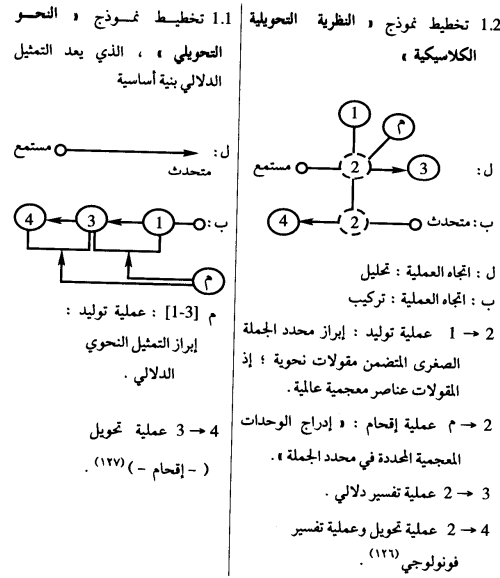 1.2 تخطيط نموذج « النظرية التحويلية
الكلاسيكية »
1
م
2
3
ل :
مستمع
4
2
ب : متحدث
ل : اتجاه العملية : تحليل
ب : اتجاه العملية : تركيب
2 → 1 عملية توليد : إبراز محدد الجملة
الصغرى المتضمن مقولات نحوية ؛ إذ
المقولات عناصر معجمية عالمية .
2 → م عملية إقحام : « إدراج الوحدات
المعجمية المحددة في محدد الجملة » .
3 → 2 عملية تفسير دلالي .
4 → 2 عملية تحويل وعملية تفسير
فونولوجي (١٢٦) .
1.1 تخطيـط نمـوذج « النحـو
التحويلي » ، الذي يعد التمثيل
الدلالي بنية أساسية
ل :
مستمع
متحدث
ب :
1
3
4
م
م [1-3] : عملية توليد :
إبراز التمثيل النحوي
الدلالي .
4 → 3 عملية تحويل
( - إقحام - ) (١٢٧) .